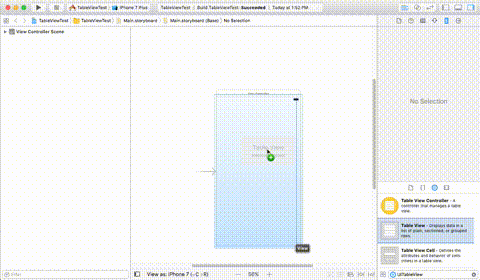 TableViewTest
iPhone 7 Plus
TableViewTest
Build TableViewTest: Succeeded
Today at 1:52 PM
TableViewTest
TableViewTest
Main.storyboard
Main.storyboard (Base)
No Selection
View Controller Scene
No Selection
Table View
View
Table View Controller - A
controller that manages a table
view.
Table View - Displays data in a
list of plain, sectioned, or grouped
rows.
Table View Cell - Defines the
attributes and behavior of cells
(rows) in a table view.
Filter
View as: iPhone 7 (
50%
UITableView